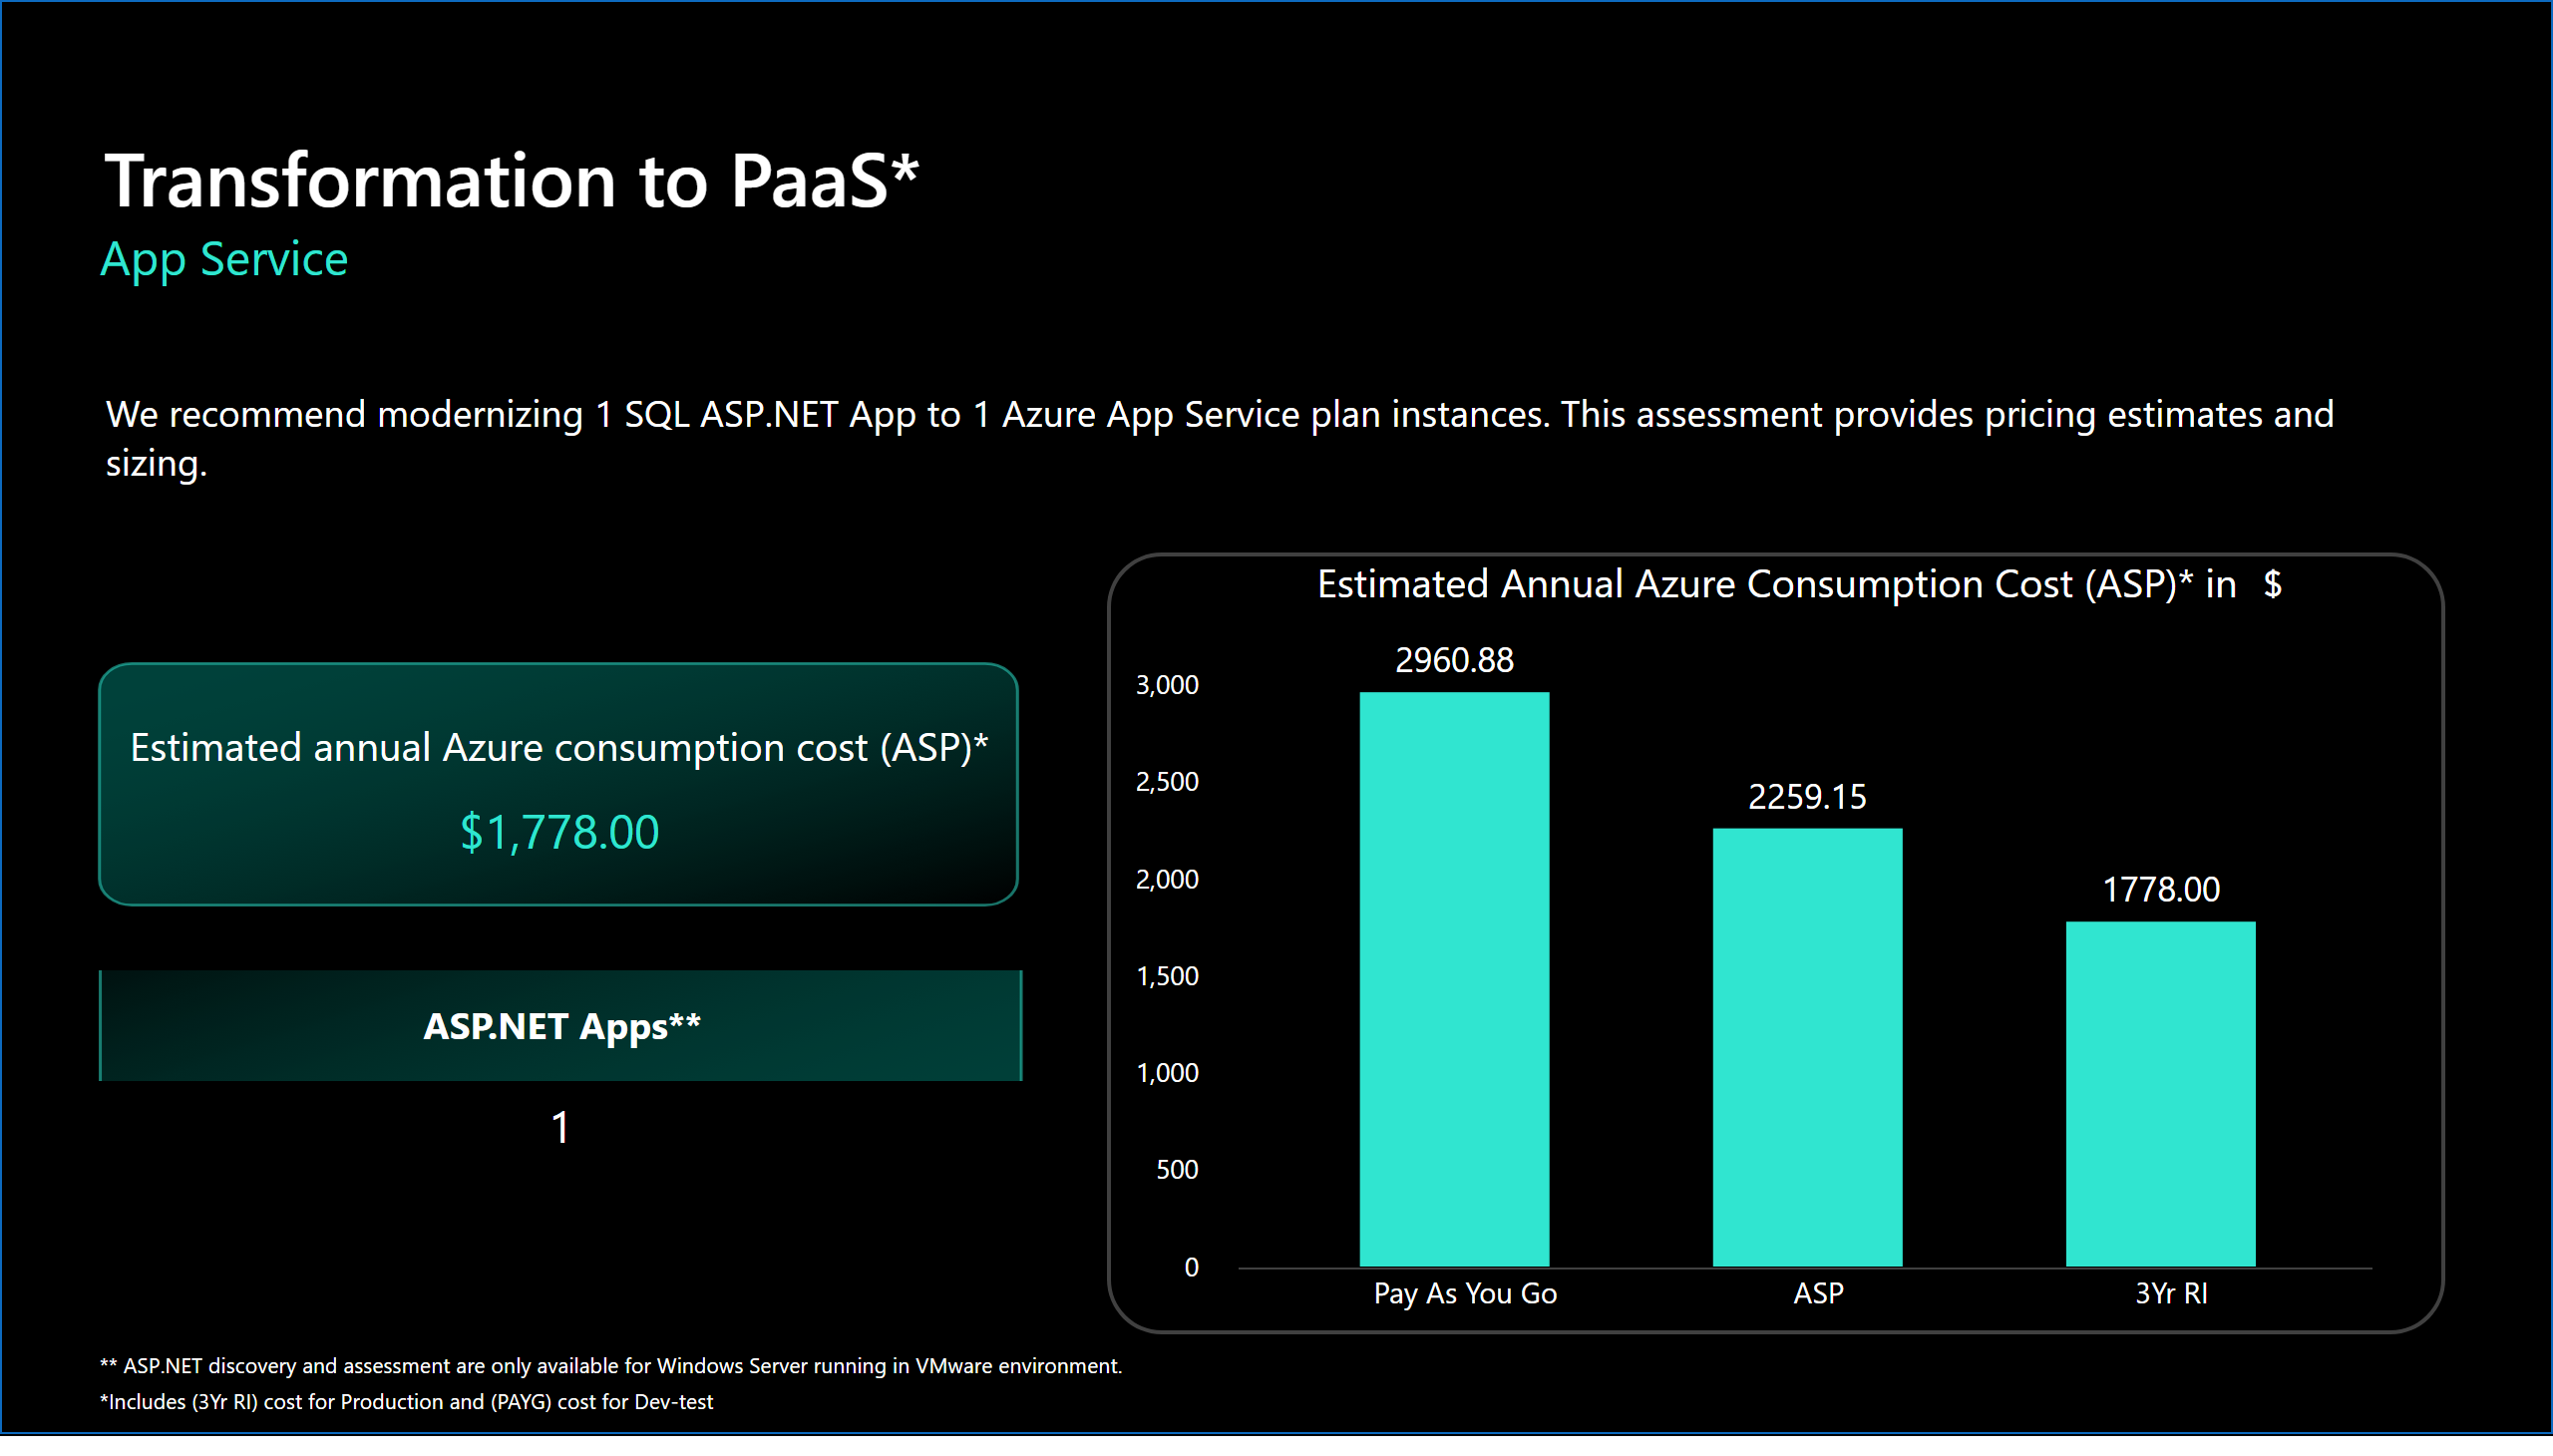 Transformation to PaaS*
App Service
We recommend modernizing 1 SQL ASP.NET App to 1 Azure App Service plan instances. This assessment provides pricing estimates and
sizing.
Estimated annual Azure consumption cost (ASP)*
$1,778.00
ASP.NET Apps**
1
Estimated Annual Azure Consumption Cost (ASP)* in $
3,000
2,500
2,000
1,500
1,000
500
0
2960.88
2259.15
1778.00
Pay As You Go
ASP
3Yr RI
** ASP.NET discovery and assessment are only available for Windows Server running in VMware environment.
*Includes (3Yr RI) cost for Production and (PAYG) cost for Dev-test